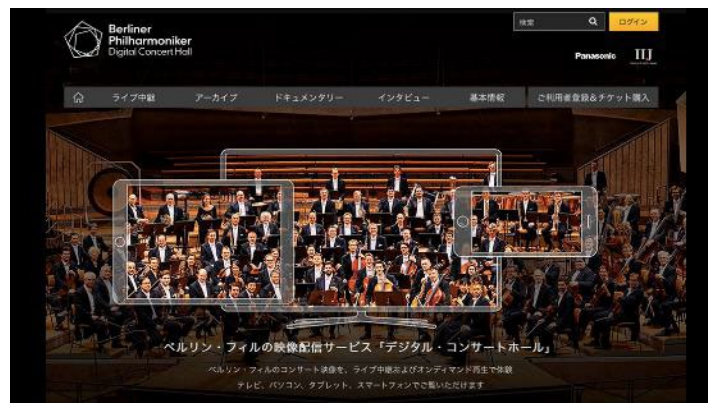 Berliner
Philharmoniker
Digital Concert Hall
検索
ログイン
Panasonic
IIJ
ライブ中継
アーカイブ
ドキュメンタリー
インタビュー
基本情報
ご利用者登録&チケット購入
ベルリン・フィルの映像配信サービス「デジタル・コンサートホール」
ベルリン・フィルのコンサート映像を、ライブ中継およびオンディマンド再生で体験
テレビ、パソコン、タブレット、スマートフォンでご覧いただけます